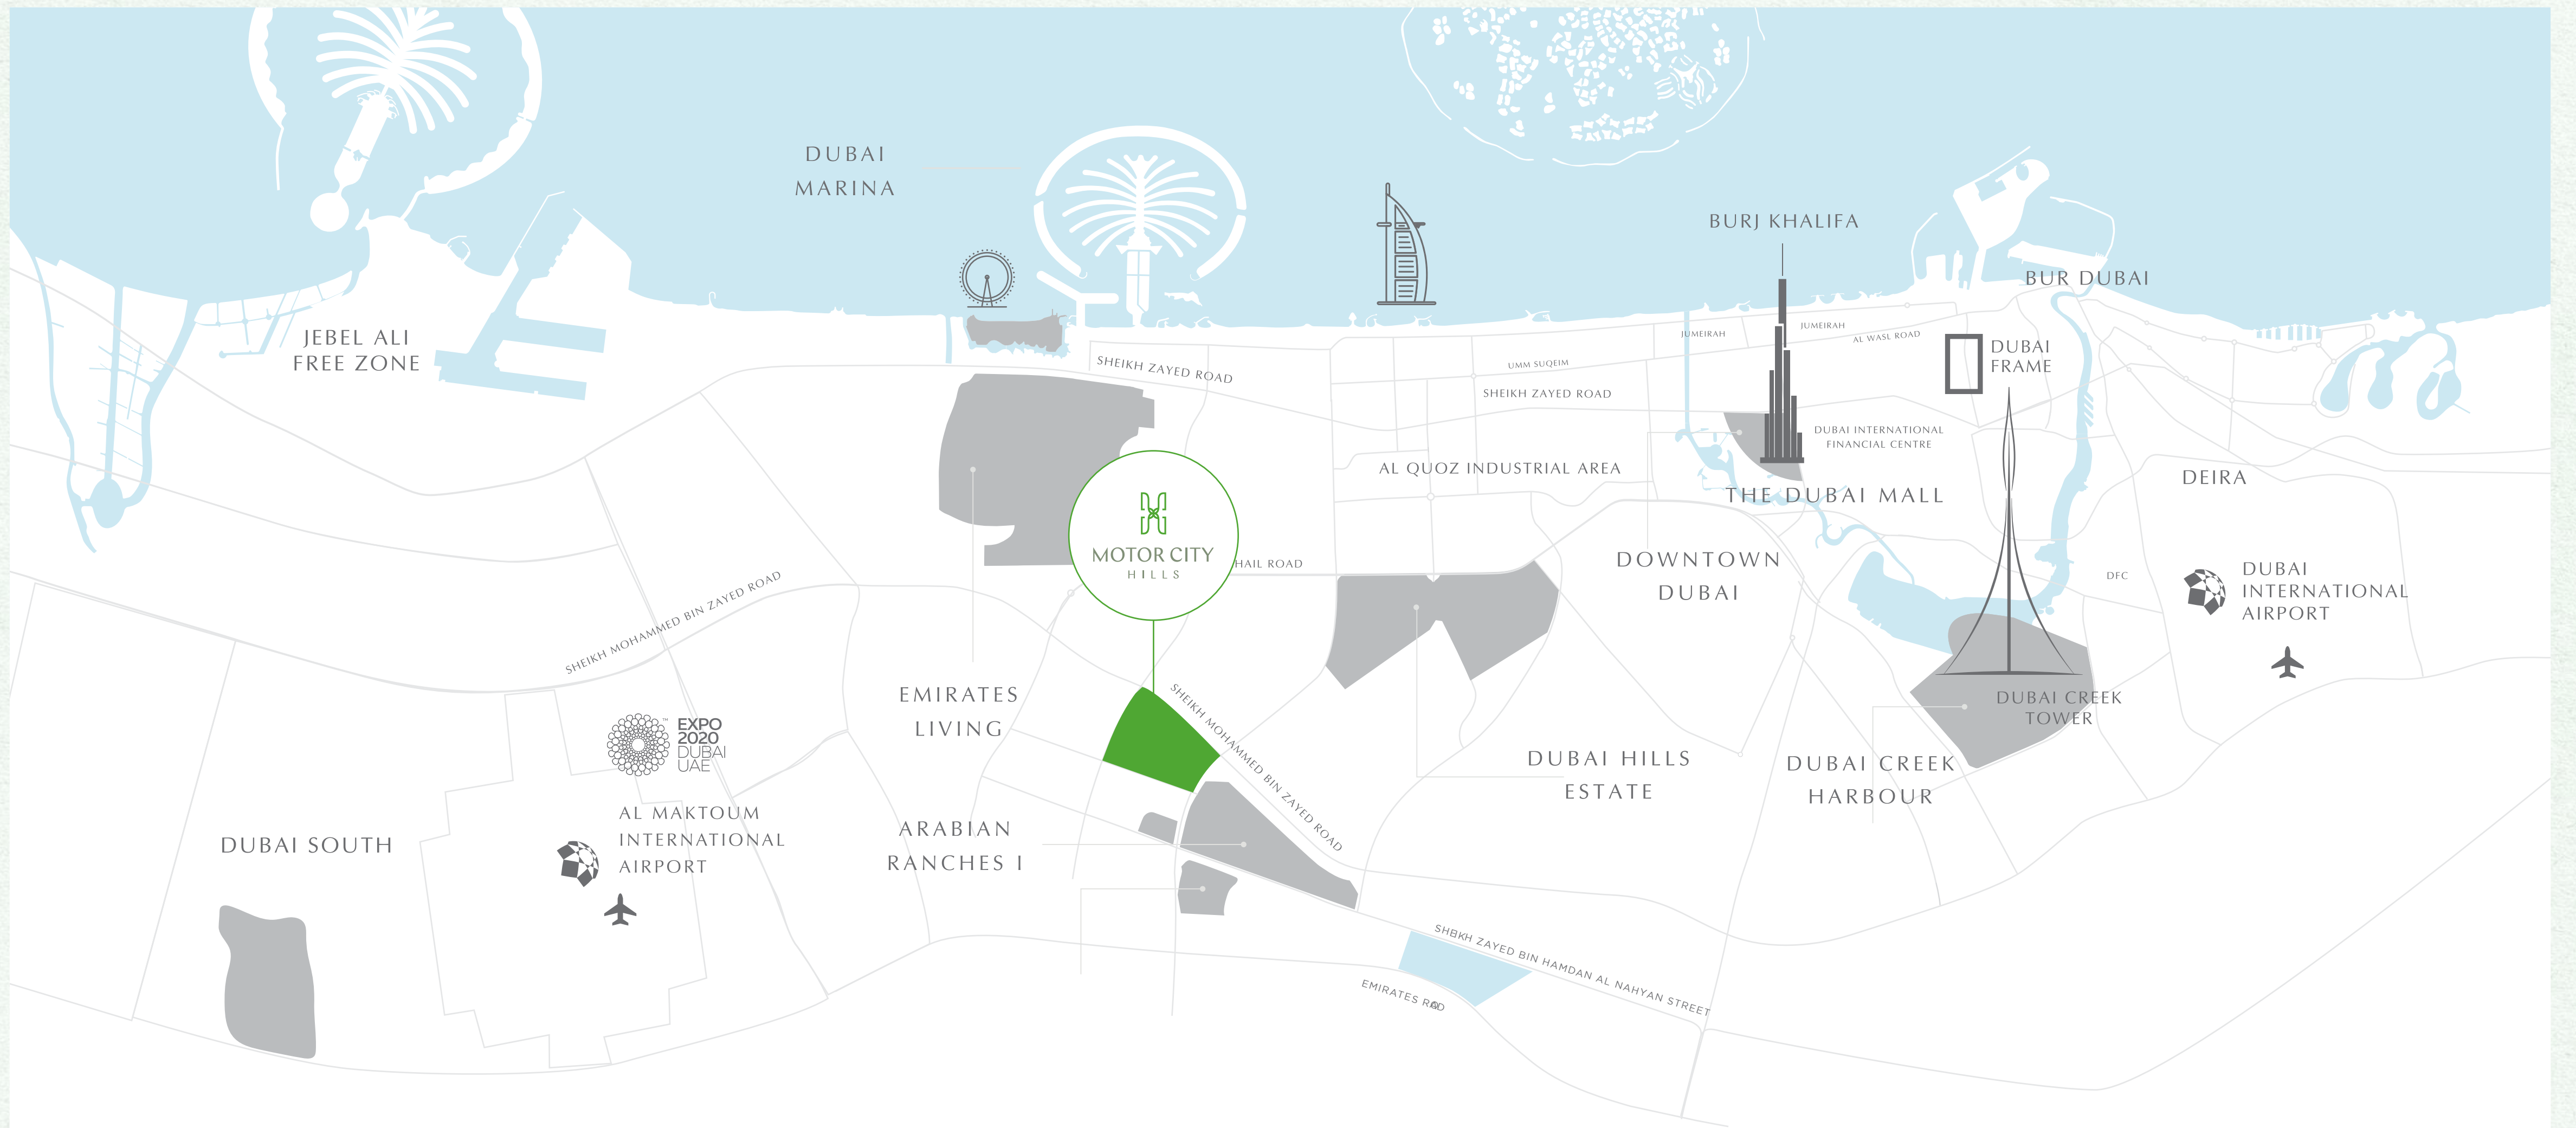 DUBAI
MARINA
BURJ KHALIFA
BUR DUBAI
JEBEL ALI
FREE ZONE
SHEIKH ZAYED ROAD
UMM SUQEIM
SHEIKH ZAYED ROAD
JUMEIRAH
JUMEIRAH
AL WASL ROAD
DUBAI
FRAME
DUBAI INTERNATIONAL
FINANCIAL CENTRE
AL QUOZ INDUSTRIAL AREA
THE DUBAI MALL
DEIRA
MOTOR CITY
HILLS
HAIL ROAD
DOWNTOWN
DUBAI
DFC
DUBAI
INTERNATIONAL
AIRPORT
SHEIKH MOHAMMED BIN ZAYED ROAD
EMIRATES
LIVING
SHEIKH MOHAMMED BIN ZAYED ROAD
DUBAI CREEK
TOWER
EXPO
2020
DUBAI
UAE
™
DUBAI HILLS
ESTATE
DUBAI CREEK
HARBOUR
AL MAKTOUM
INTERNATIONAL
AIRPORT
DUBAI SOUTH
ARABIAN
RANCHES I
ZAYED BIN HAMDAN AL NAHYAN STREET
EMIRATES